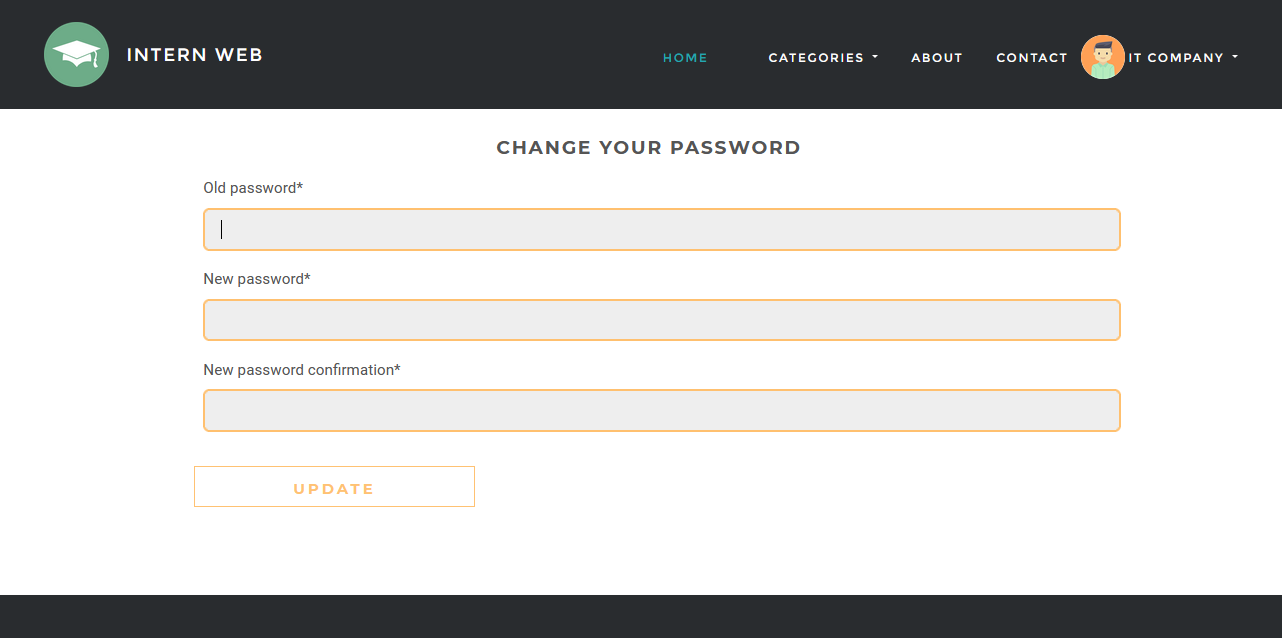 INTERN WEB
HOME CATEGORIES ABOUT CONTACT IT COMPANY
CHANGE YOUR PASSWORD
Old password*
New password*
New password confirmation*
UPDATE